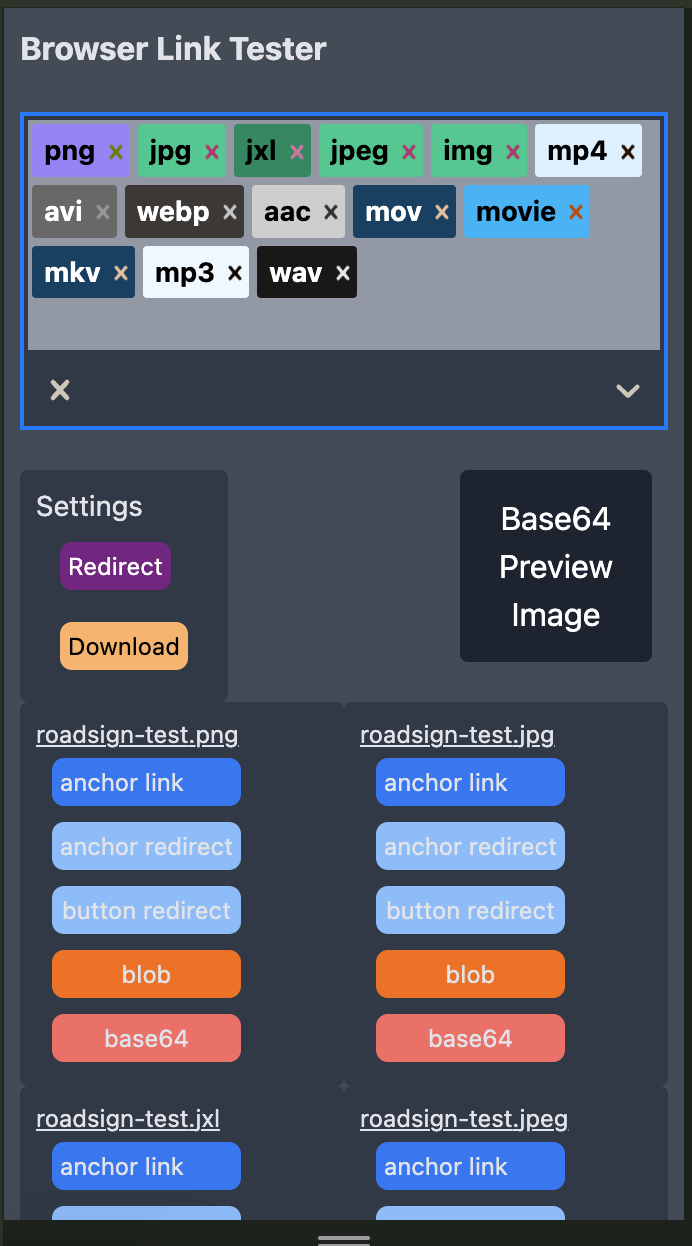 Browser Link Tester
png × jpg × jxl × jpeg × img × mp4 ×
avi × webp × aac × mov × movie ×
mkv × mp3 × wav ×
×
Settings
Redirect
Download
Base64
Preview
Image
roadsign-test.png
anchor link
anchor redirect
button redirect
blob
base64
roadsign-test.jpg
anchor link
anchor redirect
button redirect
blob
base64
roadsign-test.jxl
anchor link
roadsign-test.jpeg
anchor link